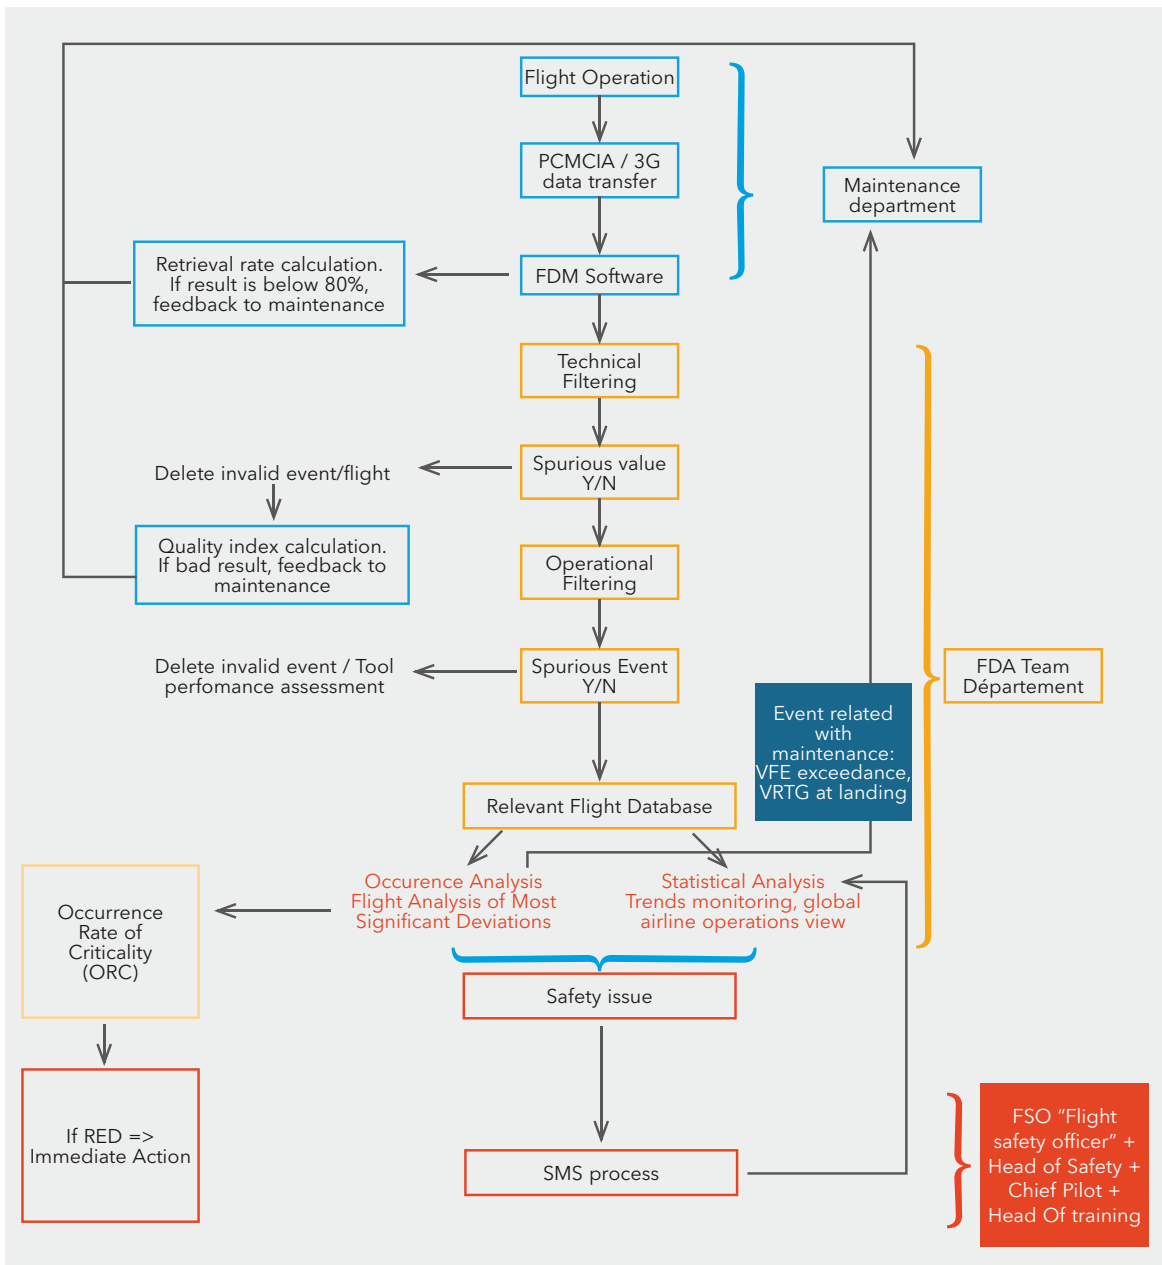 Flight Operation
PCMCIA / 3G
data transfer
Maintenance
department
Retrieval rate calculation.
If result is below 80%,
feedback to maintenance
FDM Software
Technical
Filtering
Delete invalid event/flight
Spurious value
Y/N
Quality index calculation.
If bad result, feedback to
maintenance
Operational
Filtering
Delete invalid event / Tool
perfomance assessment
Spurious Event
Y/N
FDA Team
Département
Event related
with
maintenance:
VFE exceedance,
VRTG at landing
Relevant Flight Database
Occurence Analysis
Flight Analysis of Most
Significant Deviations
Statistical Analysis
Trends monitoring, global
airline operations view
Occurrence
Rate of
Criticality
(ORC)
Safety issue
If RED =>
Immediate Action
SMS process
FSO “Flight
safety officer” +
Head of Safety +
Chief Pilot +
Head Of training